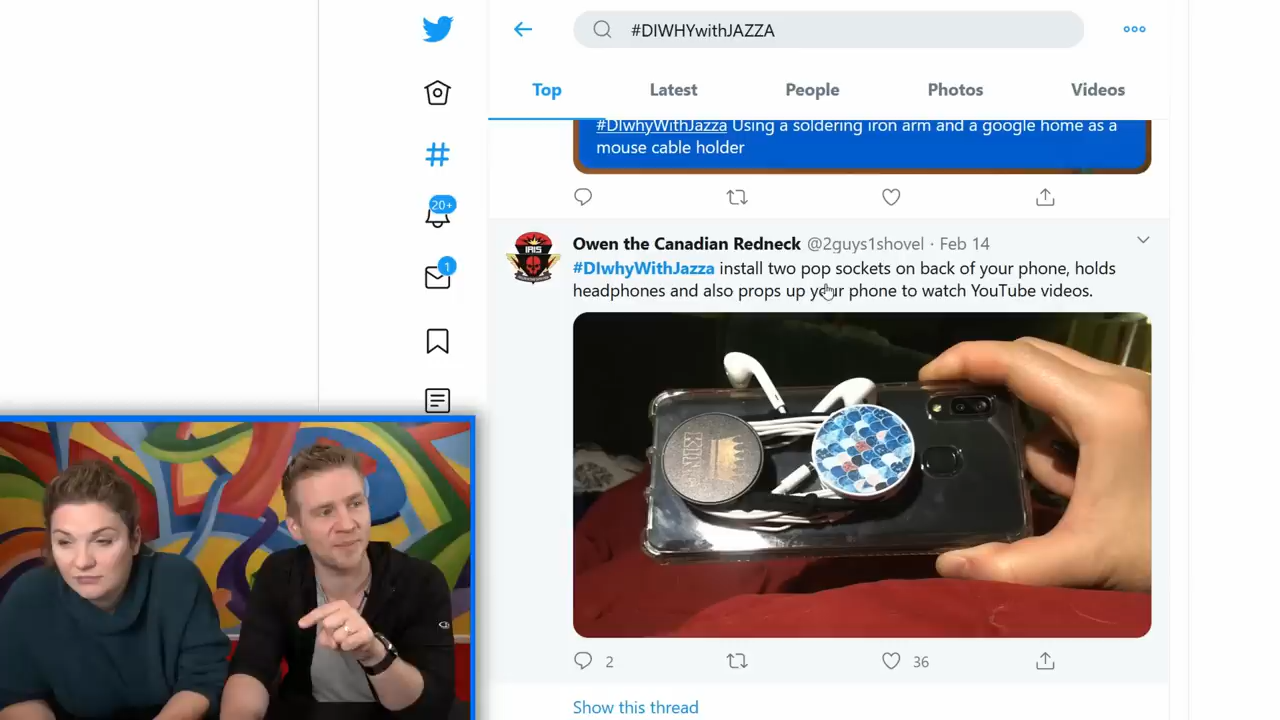 #DIWHYwithJAZZA
Top Latest People Photos Videos
#DIwhyWithJazza Using a soldering iron arm and a google home as a
mouse cable holder
20+
Owen the Canadian Redneck @2guys1shovel · Feb 14
#DIwhyWithJazza install two pop sockets on back of your phone, holds
headphones and also props up your phone to watch YouTube videos.
1
IRIS
KING
2 36
Show this thread